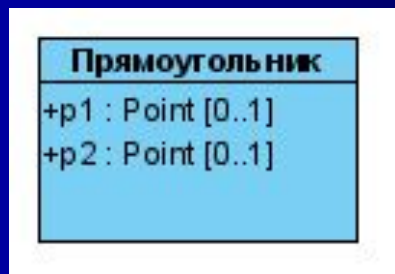 Прямоугольник
+p1 : Point [0..1]
+p2 : Point [0..1]